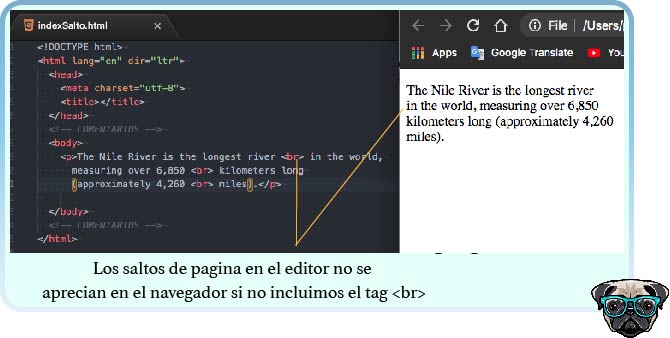 indexSalto.html ×
<!DOCTYPE html>
<html lang="en" dir="ltr">
<head>
<meta charset="utf-8">
<title></title>
</head>
<!-- COMENTARIOS -->
<body>
<p>The Nile River is the longest river <br> in the world,
measuring over 6,850 <br> kilometers long
(approximately 4,260 <br> miles).</p>
</body>
<!-- COMENTARIOS -->
</html>
File /Users/
Apps Google Translate You
The Nile River is the longest river
in the world, measuring over 6,850
kilometers long (approximately 4,260
miles).
Los saltos de pagina en el editor no se
aprecian en el navegador si no incluimos el tag <br>